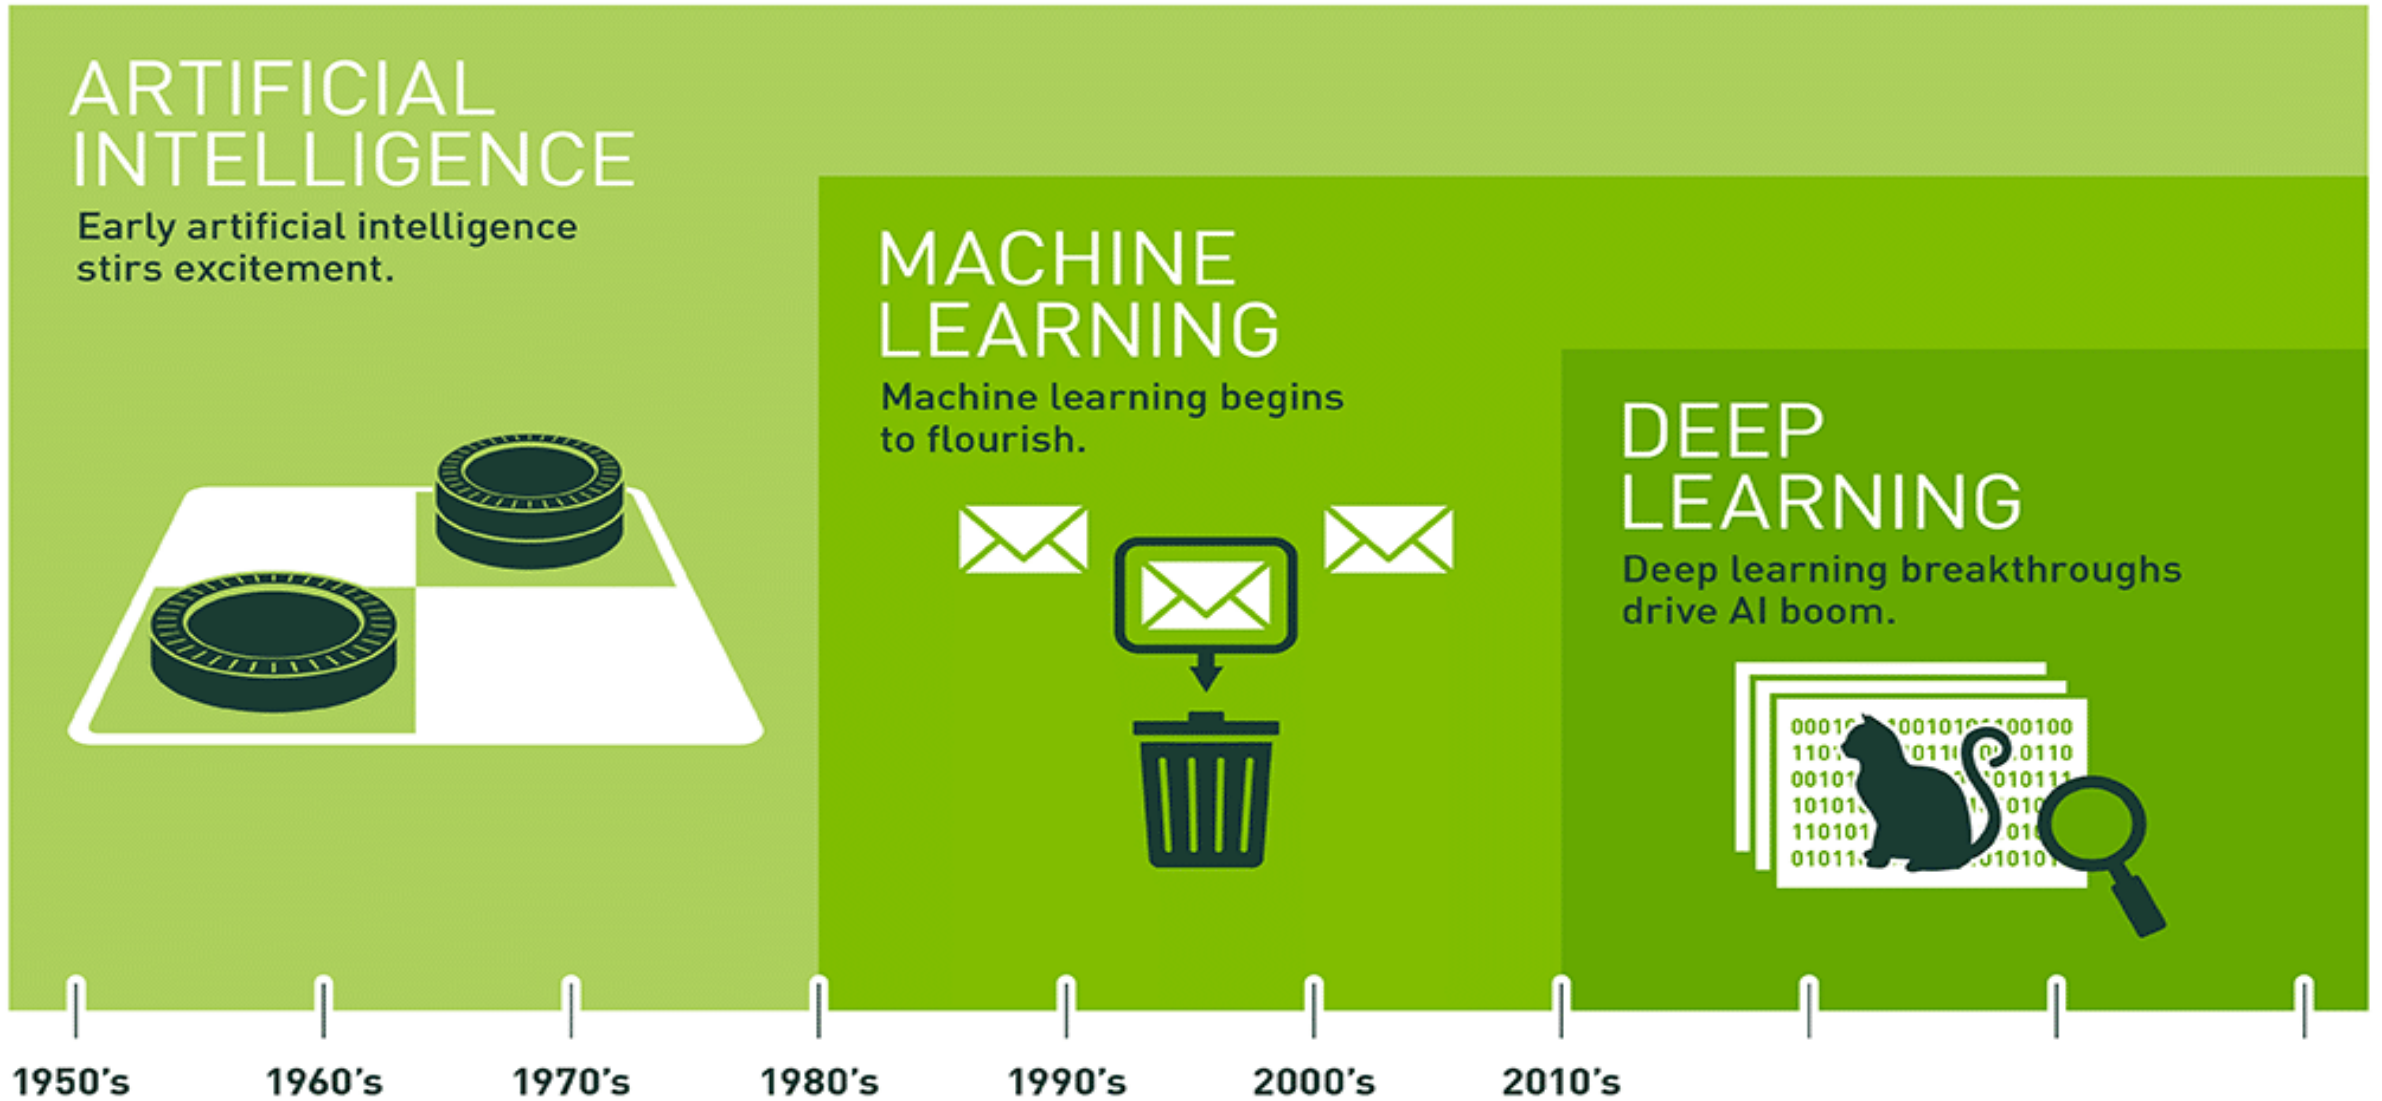 ARTIFICIAL
INTELLIGENCE
Early artificial intelligence
stirs excitement.
MACHINE
LEARNING
Machine learning begins
to flourish.
DEEP
LEARNING
Deep learning breakthroughs
drive AI boom.
1950's
1960's
1970's
1980's
1990's
2000's
2010's